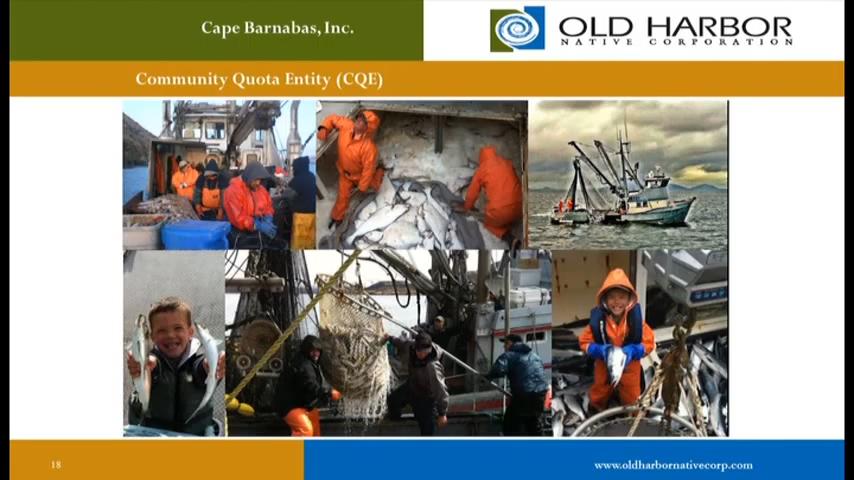 Cape Barnabas, Inc.
OLD HARBOR
NATIVE CORPORATION
Community Quota Entity (CQE)
18
www.oldharbornativecorp.com